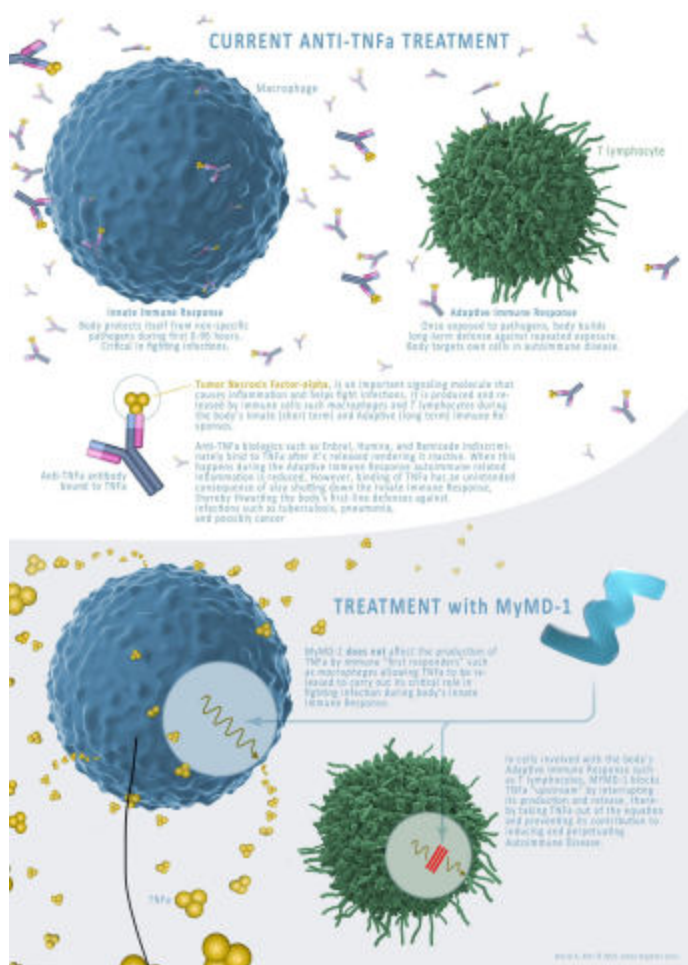 CURRENT ANTI-TNFa TREATMENT
Macrophage
T lymphocyte
Innate Immune Response
Body protects itself from non-specific
pathogens during first 0-96 hours.
Critical in fighting infections.
Adaptive Immune Response
Once exposed to pathogens, body builds
long-term defense against repeated exposure.
Body targets own cells in autoimmune disease.
Tumor Necrosis Factor-alpha, is an important signaling molecule that
causes inflammation and helps fight infections. It is produced and re-
leased by immune cells such macrophages and T lymphocytes during
the body's Innate (short term) and Adaptive (long term) Immune Re-
sponses.
Anti-TNFa antibody
bound to TNFa
Anti-TNFa biologics such as Enbrel, Humira, and Remicade indiscrimi-
nately bind to TNFa after it's released rendering it inactive. When this
happens during the Adaptive Immune Response autoimmune related
inflammation is reduced. However, binding of TNFa has an unintended
consequence of also shutting down the Innate Immune Response,
thereby thwarting the body's first-line defenses against
infections such as tuberculosis, pneumonia,
and possibly cancer
TREATMENT with MyMD-1
MyMD-1 does not affect the production of
TNFa by immune "first responders" such
as macrophages allowing TNFa to be re-
leased to carry out its critical role in
fighting infection during body's Innate
Immune Response.
In cells involved with the body's
Adaptive Immune Response such
as T lymphocytes, MYMD-1 blocks
TNFa "upstream" by interrupting
its production and release, there-
by taking TNFa out of the equation
and preventing its contribution to
inducing and perpetuating
Autoimmune Disease.
TNFa